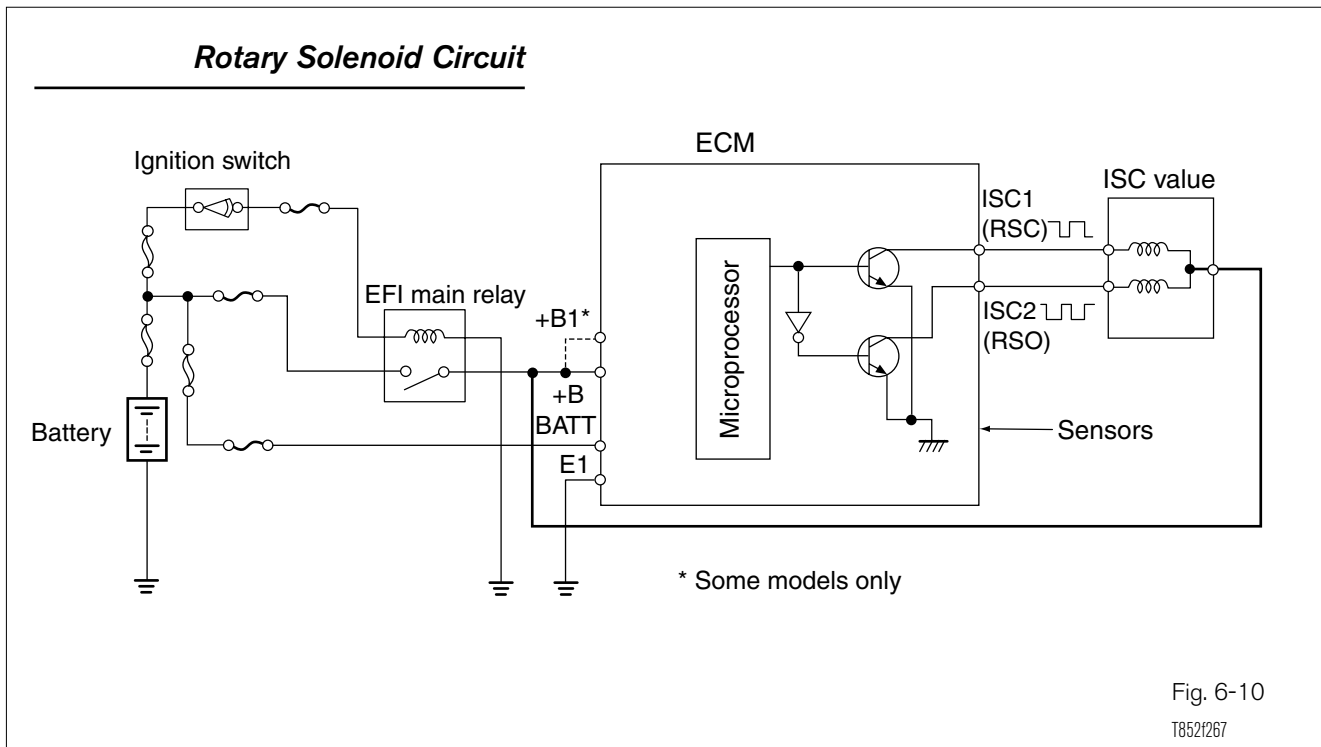 Rotary Solenoid Circuit
Ignition switch
ECM
ISC value
ISC1
(RSC)
EFI main relay
+B1*
ISC2
(RSO)
Microprocessor
+B
Battery
BATT
Sensors
E1
* Some models only
Fig. 6-10
T852f267